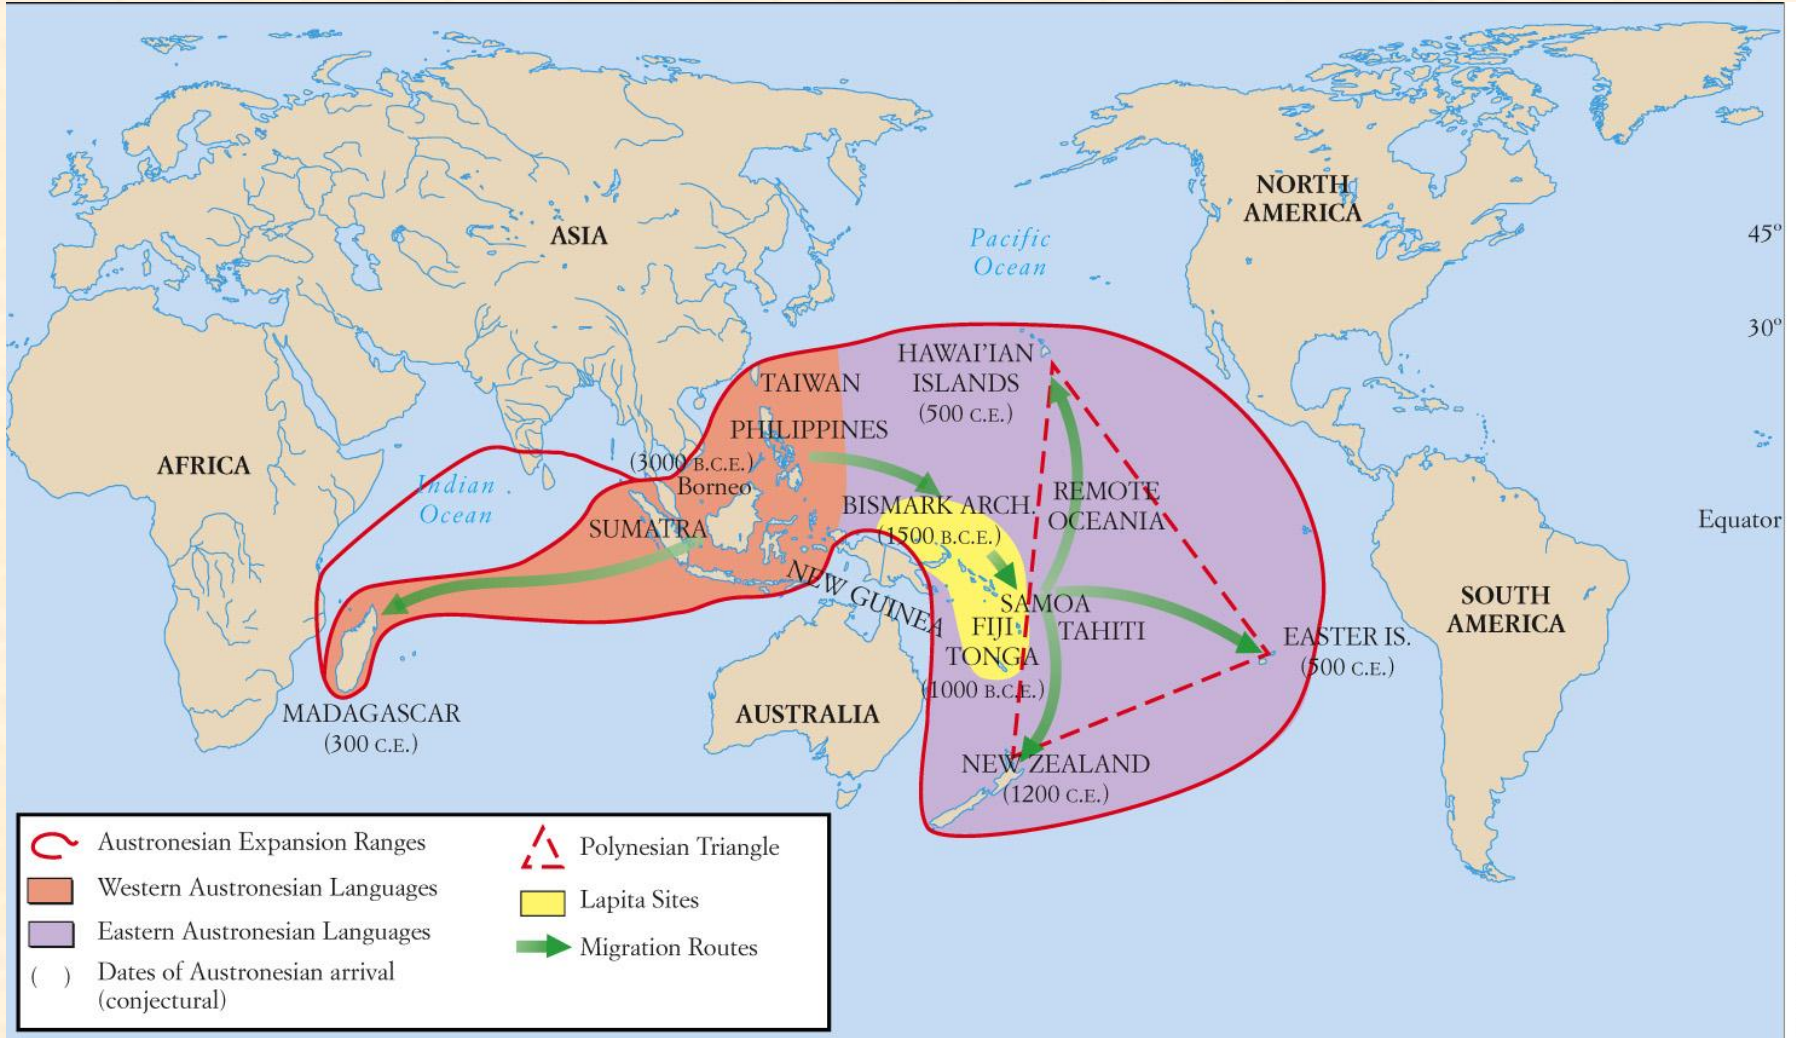 NORTH
AMERICA
ASIA
Pacific
Ocean
45°
30°
HAWAI'IAN
ISLANDS
(500 C.E.)
TAIWAN
PHILIPPINES
(3000 B.C.E.)
Borneo
AFRICA
Indian
Ocean
SUMATRA
BISMARK ARCH.
(1500 B.C.E.)
REMOTE
OCEANIA
Equator
NEW GUINEA
SAMOA
FIJI
TAHITI
TONGA
(1000 B.C.E.)
EASTER IS.
(500 C.E.)
SOUTH
AMERICA
MADAGASCAR
(300 C.E.)
AUSTRALIA
NEW ZEALAND
(1200 C.E.)
Austronesian Expansion Ranges
Western Austronesian Languages
Eastern Austronesian Languages
( ) Dates of Austronesian arrival
(conjectural)
Polynesian Triangle
Lapita Sites
Migration Routes